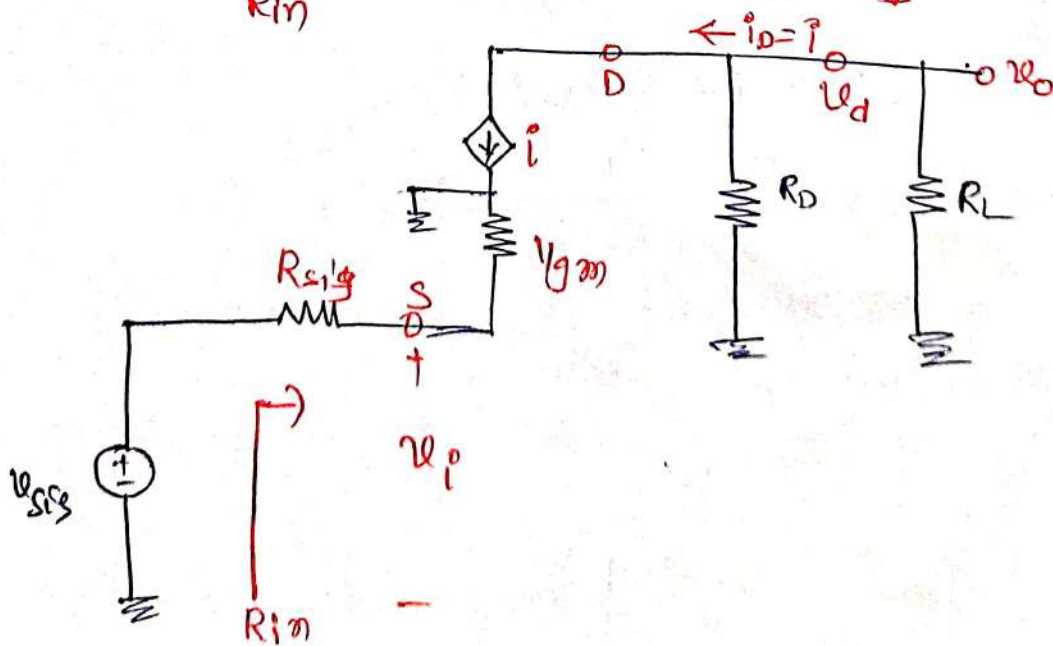 Rin
← iD = i
D
vd
vo
i
RD
RL
1/gm
Rsig
S
+
vi
+
-
vsig
-
Rin